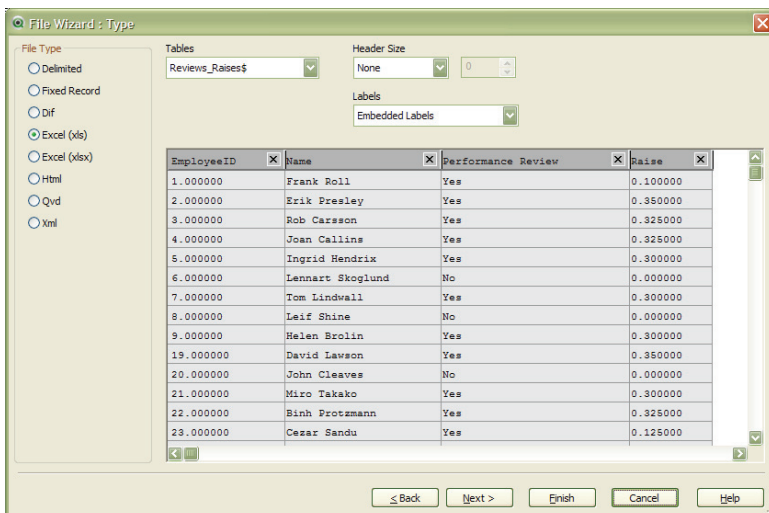 File Wizard : Type
File Type
Delimited
Fixed Record
Dif
Excel (xls)
Excel (xlsx)
Html
Qvd
Xml
Tables
Reviews_Raises$
Header Size
None
0
Labels
Embedded Labels
EmployeeID Name Performance Review Raise
1.000000 Frank Roll Yes 0.100000
2.000000 Erik Presley Yes 0.350000
3.000000 Rob Carsson Yes 0.325000
4.000000 Joan Callins Yes 0.325000
5.000000 Ingrid Hendrix Yes 0.300000
6.000000 Lennart Skoglund No 0.000000
7.000000 Tom Lindwall Yes 0.300000
8.000000 Leif Shine No 0.000000
9.000000 Helen Brolin Yes 0.300000
19.000000 David Lawson Yes 0.350000
20.000000 John Cleaves No 0.000000
21.000000 Miro Takako Yes 0.300000
22.000000 Binh Protzmann Yes 0.325000
23.000000 Cezar Sandu Yes 0.125000
< Back Next > Finish Cancel Help